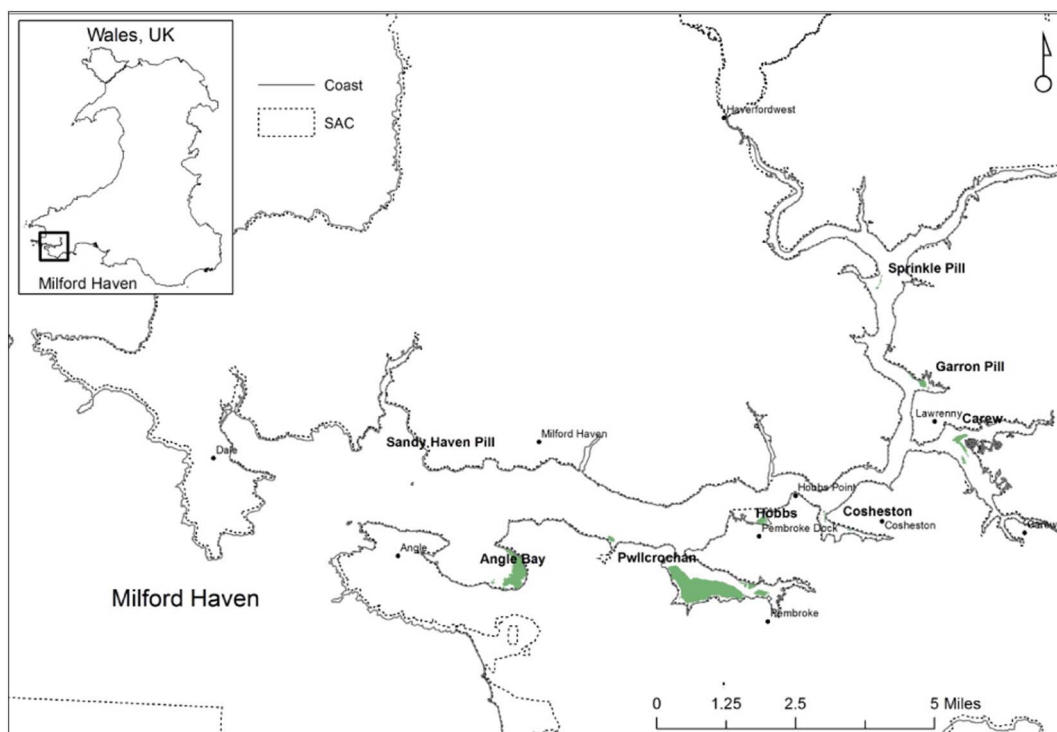 Wales, UK
Milford Haven
Coast
SAC
Haverfordwest
Sprinkle Pill
Garron Pill
Lawrenny
Carew
Sandy Haven Pill
Milford Haven
Dale
Hobbs Point
Hobbs
Pembroke Dock
Cosheston
Cosheston
Carew
Angle
Angle Bay
Pwllcrochan
Milford Haven
Pembroke
0 1.25 2.5 5 Miles